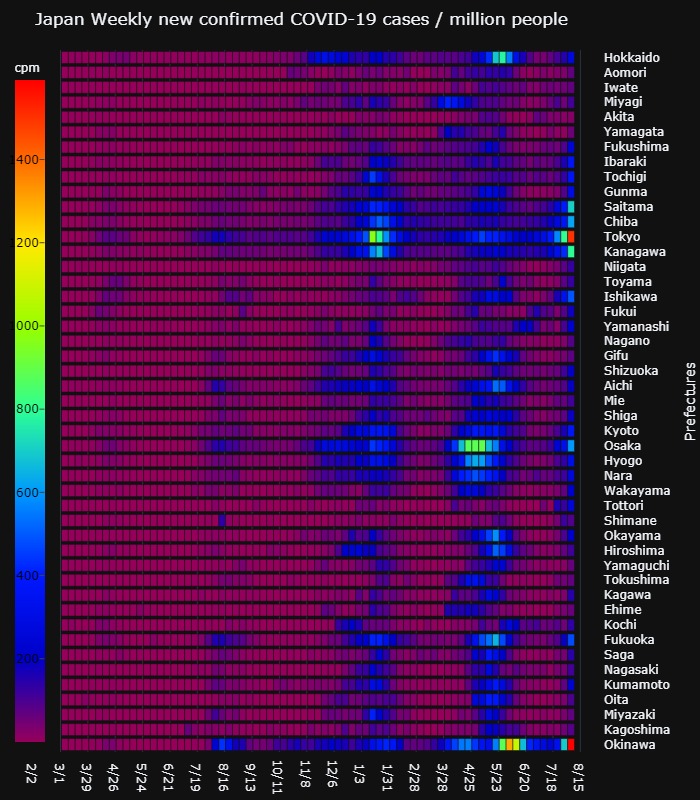 Japan Weekly new confirmed COVID-19 cases / million people
cpm
1400
1200
1000
800
600
400
200
Hokkaido
Aomori
Iwate
Miyagi
Akita
Yamagata
Fukushima
Ibaraki
Tochigi
Gunma
Saitama
Chiba
Tokyo
Kanagawa
Niigata
Toyama
Ishikawa
Fukui
Yamanashi
Nagano
Gifu
Shizuoka
Aichi
Mie
Shiga
Kyoto
Osaka
Hyogo
Nara
Wakayama
Tottori
Shimane
Okayama
Hiroshima
Yamaguchi
Tokushima
Kagawa
Ehime
Kochi
Fukuoka
Saga
Nagasaki
Kumamoto
Oita
Miyazaki
Kagoshima
Okinawa
Prefectures
2/2
3/1
3/29
4/26
5/24
6/21
7/19
8/16
9/13
10/11
11/8
12/6
1/3
1/31
2/28
3/28
4/25
5/23
6/20
7/18
8/15